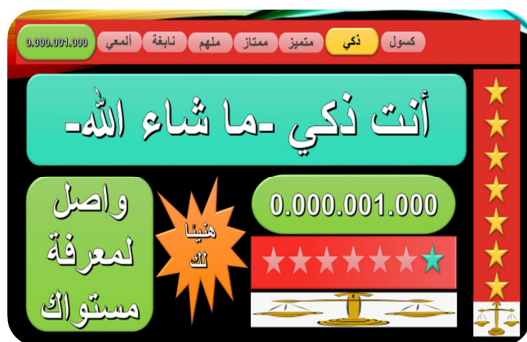 كسول ذكي متميز ممتاز ملهم نابغة ألمعي 0.000.001.000
أنت ذكي -ما شاء الله-
0.000.001.000
هنيئا
لك
واصل
لمعرفة
مستواك